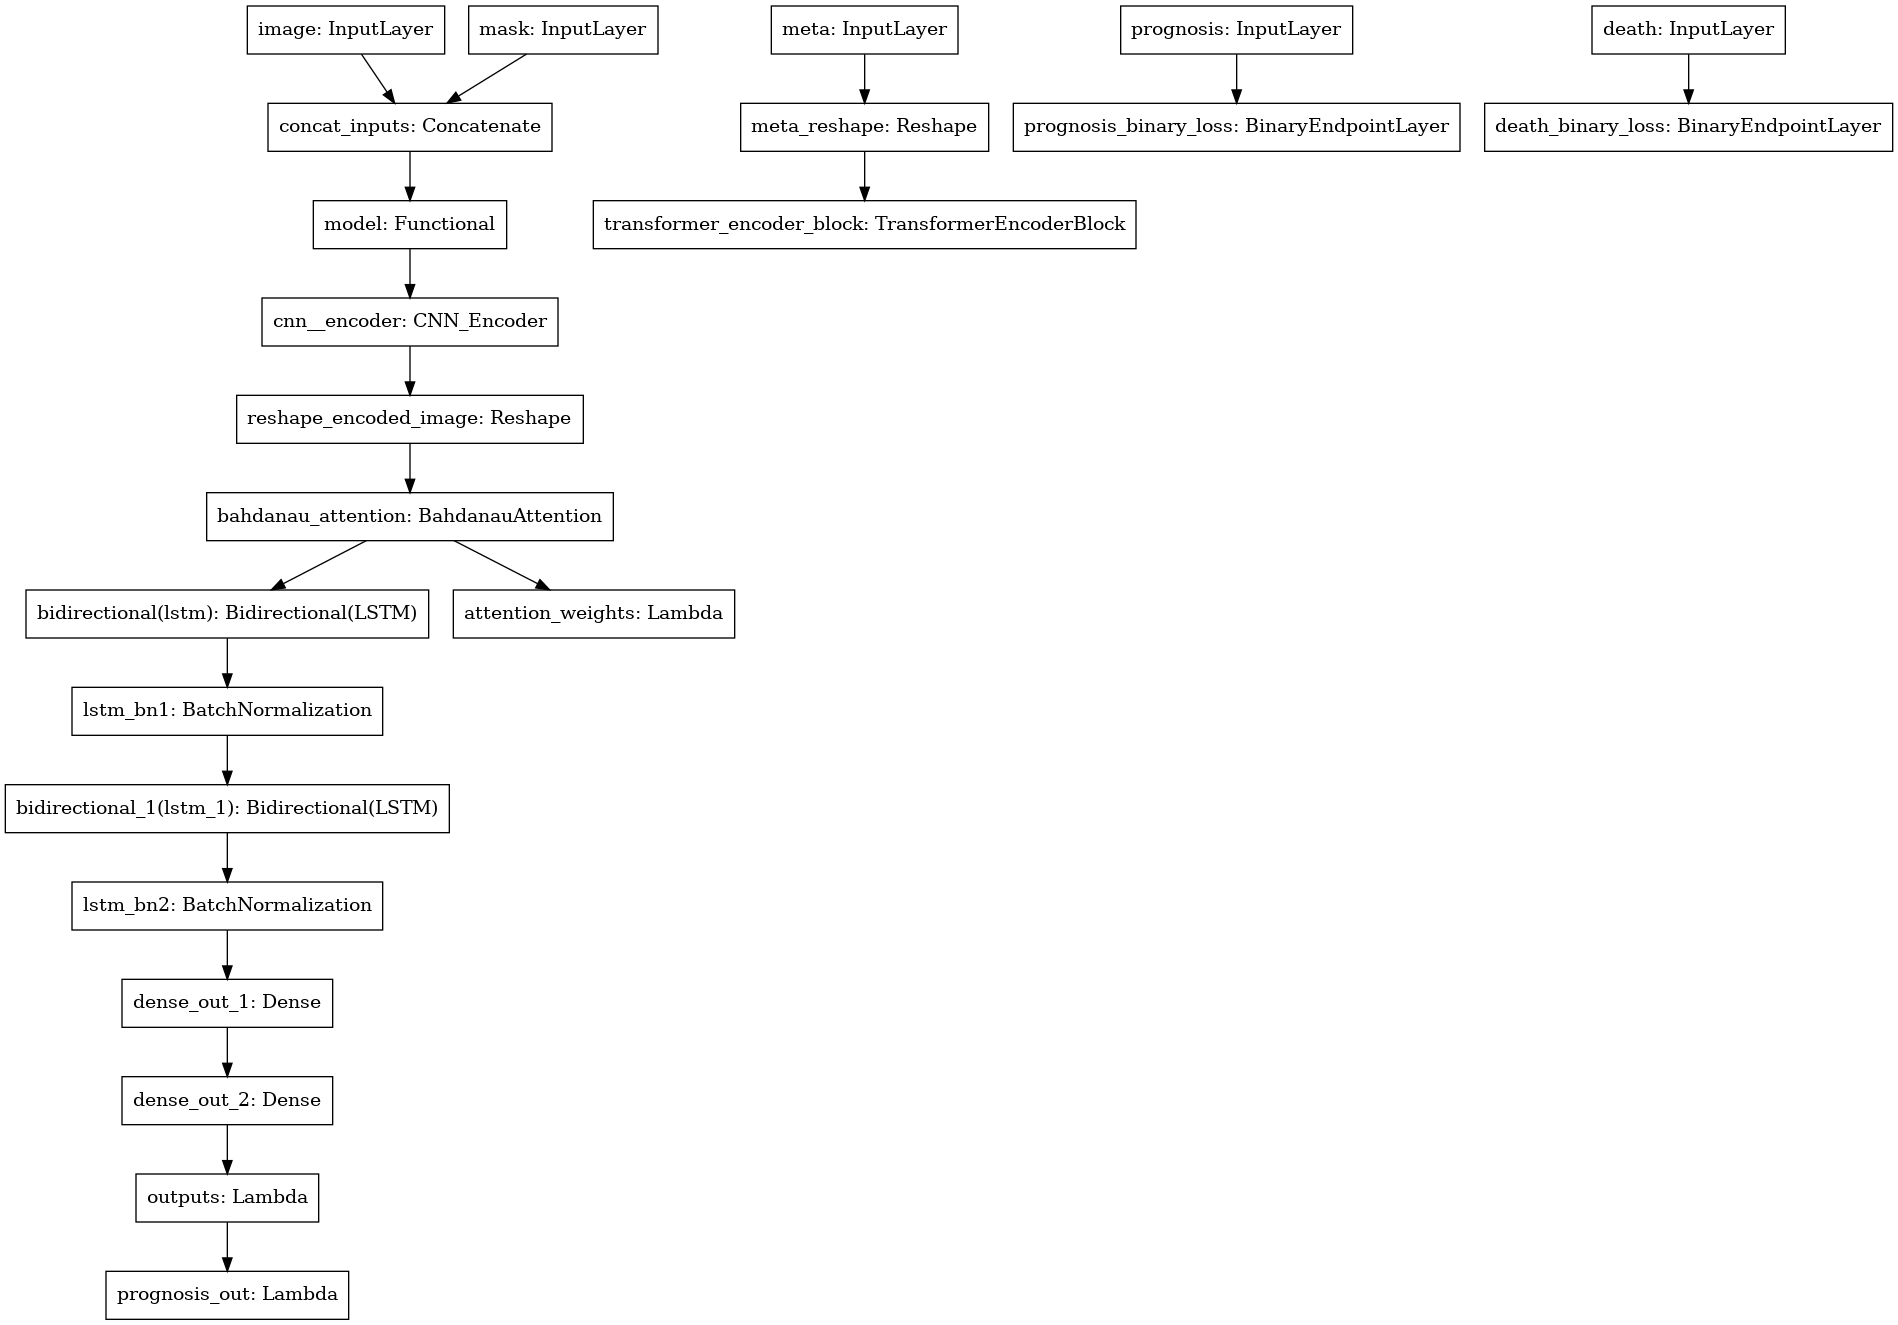 image: InputLayer
mask: InputLayer
meta: InputLayer
prognosis: InputLayer
death: InputLayer
concat_inputs: Concatenate
meta_reshape: Reshape
prognosis_binary_loss: BinaryEndpointLayer
death_binary_loss: BinaryEndpointLayer
model: Functional
transformer_encoder_block: TransformerEncoderBlock
cnn__encoder: CNN_Encoder
reshape_encoded_image: Reshape
bahdanau_attention: BahdanauAttention
bidirectional(lstm): Bidirectional(LSTM)
attention_weights: Lambda
lstm_bn1: BatchNormalization
bidirectional_1(lstm_1): Bidirectional(LSTM)
lstm_bn2: BatchNormalization
dense_out_1: Dense
dense_out_2: Dense
outputs: Lambda
prognosis_out: Lambda